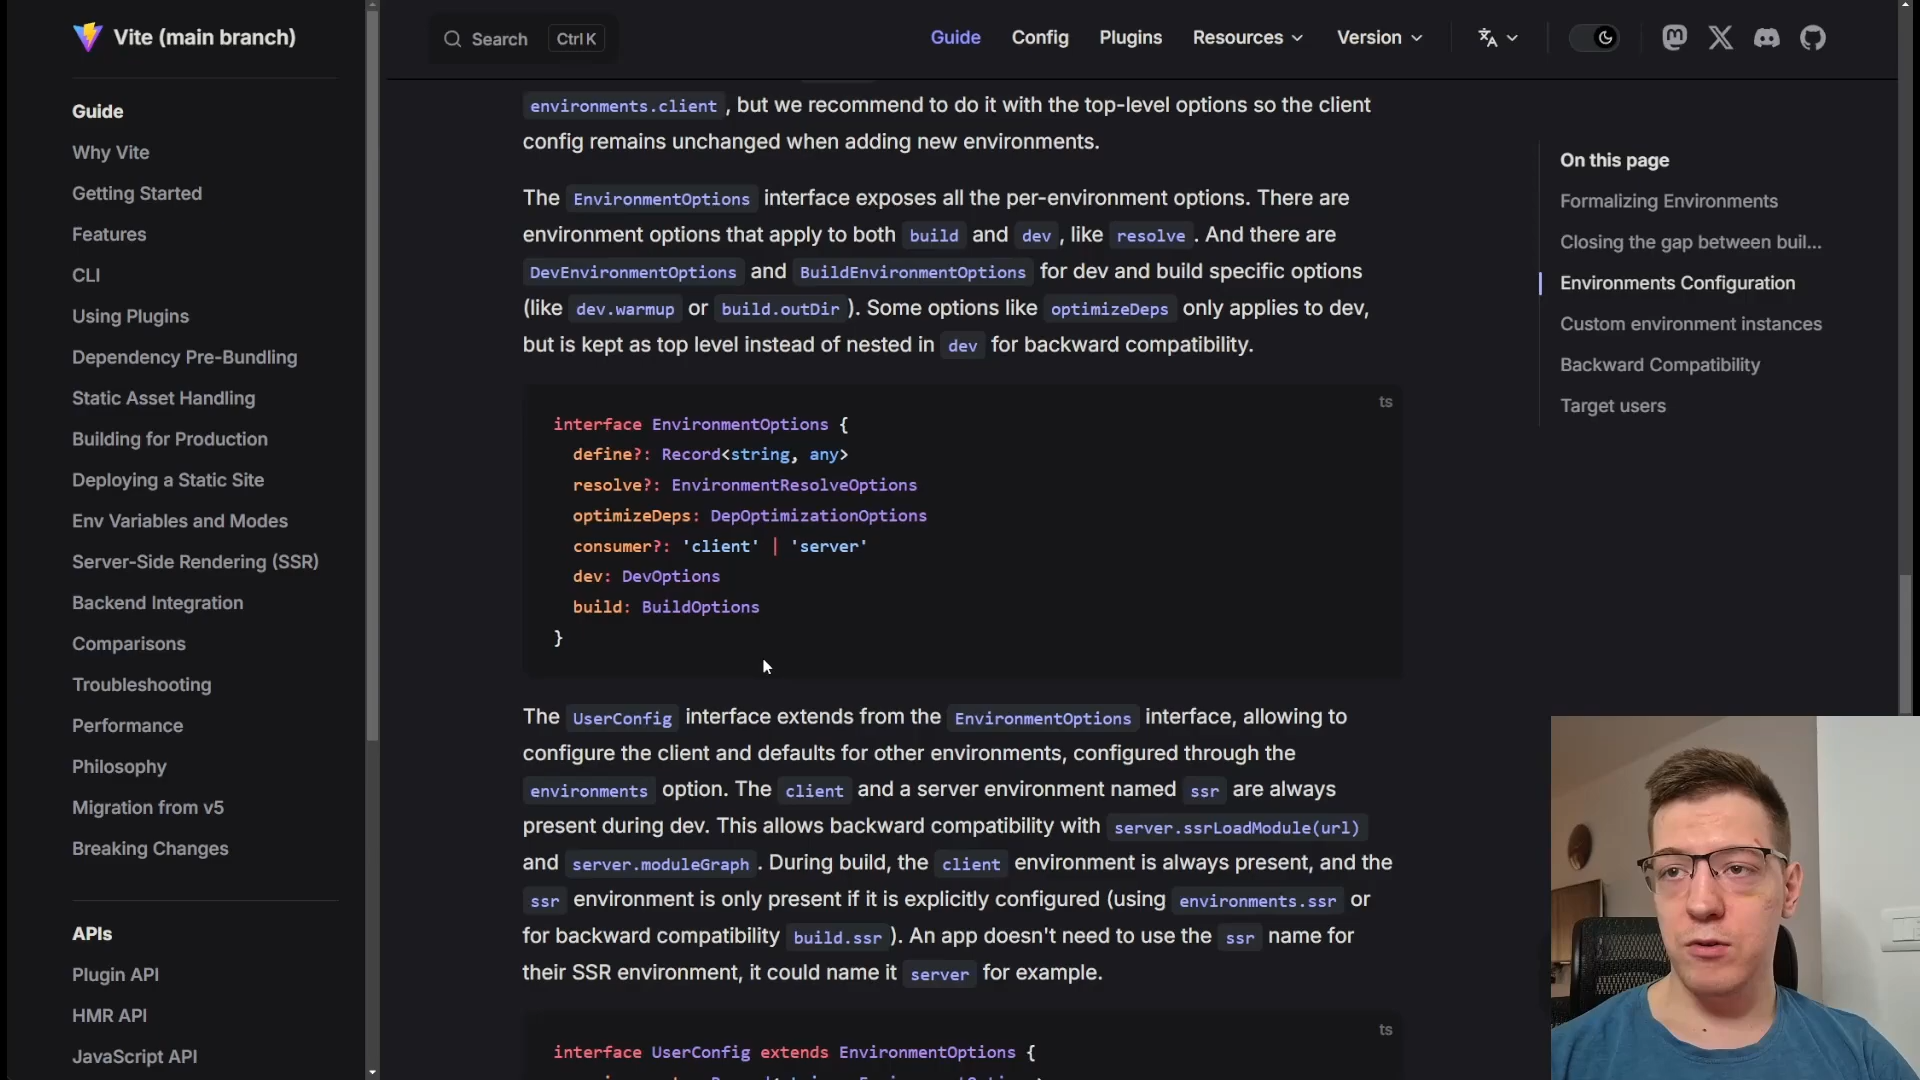 Vite (main branch)
Search Ctrl K
Guide Config Plugins Resources Version
Guide
Why Vite
Getting Started
Features
CLI
Using Plugins
Dependency Pre-Bundling
Static Asset Handling
Building for Production
Deploying a Static Site
Env Variables and Modes
Server-Side Rendering (SSR)
Backend Integration
Comparisons
Troubleshooting
Performance
Philosophy
Migration from v5
Breaking Changes
APIs
Plugin API
HMR API
JavaScript API
environments.client , but we recommend to do it with the top-level options so the client
config remains unchanged when adding new environments.
The EnvironmentOptions interface exposes all the per-environment options. There are
environment options that apply to both build and dev , like resolve . And there are
DevEnvironmentOptions and BuildEnvironmentOptions for dev and build specific options
(like dev.warmup or build.outDir ). Some options like optimizeDeps only applies to dev,
but is kept as top level instead of nested in dev for backward compatibility.
ts
interface EnvironmentOptions {
define?: Record<string, any>
resolve?: EnvironmentResolveOptions
optimizeDeps: DepOptimizationOptions
consumer?: 'client' | 'server'
dev: DevOptions
build: BuildOptions
}
The UserConfig interface extends from the EnvironmentOptions interface, allowing to
configure the client and defaults for other environments, configured through the
environments option. The client and a server environment named ssr are always
present during dev. This allows backward compatibility with server.ssrLoadModule(url)
and server.moduleGraph . During build, the client environment is always present, and the
ssr environment is only present if it is explicitly configured (using environments.ssr or
for backward compatibility build.ssr ). An app doesn't need to use the ssr name for
their SSR environment, it could name it server for example.
ts
interface UserConfig extends EnvironmentOptions {
On this page
Formalizing Environments
Closing the gap between buil...
Environments Configuration
Custom environment instances
Backward Compatibility
Target users